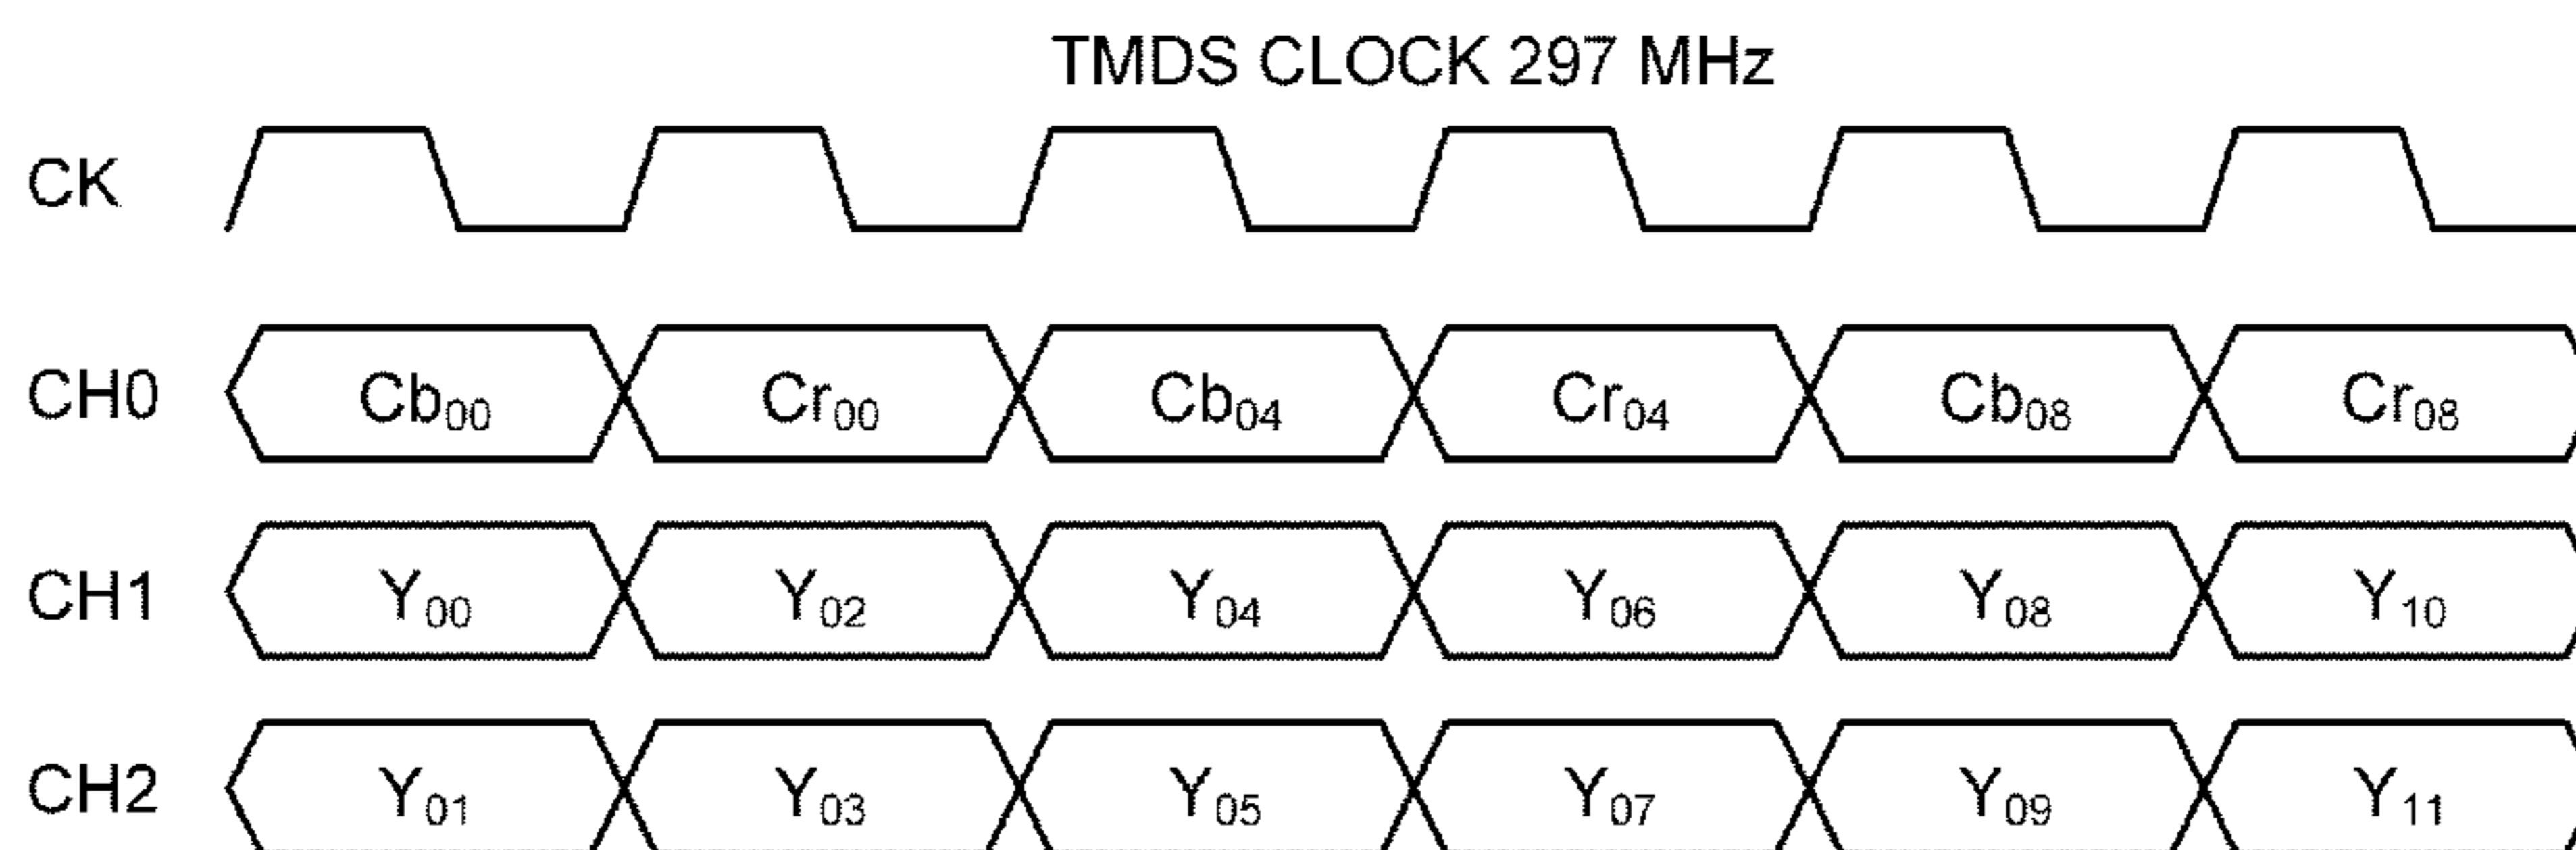 TMDS CLOCK 297 MHz
CK
CH0 Cb00 Cr00 Cb04 Cr04 Cb08 Cr08
CH1 Y00 Y02 Y04 Y06 Y08 Y10
CH2 Y01 Y03 Y05 Y07 Y09 Y11